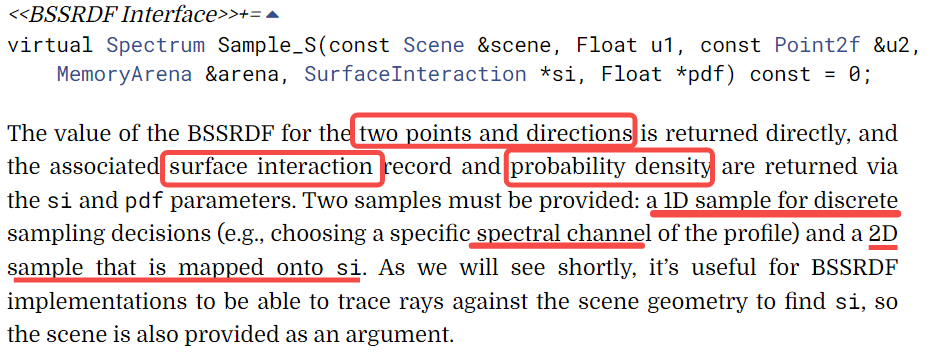 <<BSSRDF Interface>>+=
virtual Spectrum Sample_S(const Scene &scene, Float u1, const Point2f &u2,
MemoryArena &arena, SurfaceInteraction *si, Float *pdf) const = 0;
The value of the BSSRDF for the two points and directions is returned directly, and
the associated surface interaction record and probability density are returned via
the si and pdf parameters. Two samples must be provided: a 1D sample for discrete
sampling decisions (e.g., choosing a specific spectral channel of the profile) and a 2D
sample that is mapped onto si. As we will see shortly, it’s useful for BSSRDF
implementations to be able to trace rays against the scene geometry to find si, so
the scene is also provided as an argument.